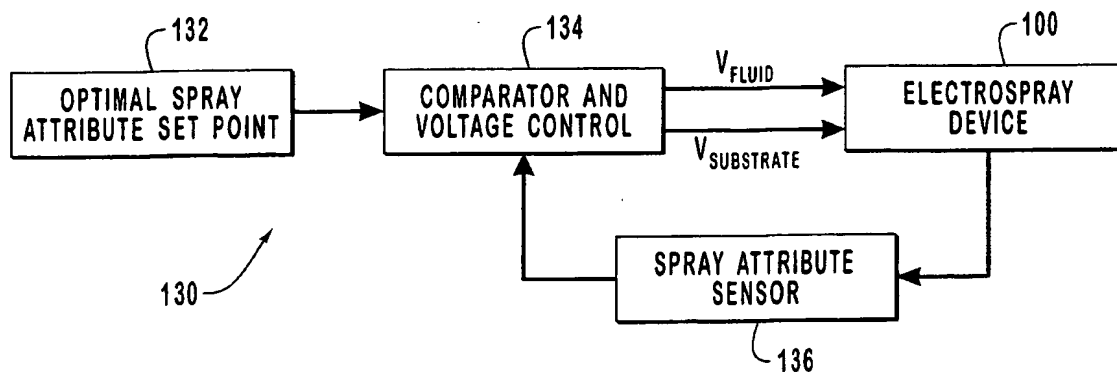 132
OPTIMAL SPRAY
ATTRIBUTE SET POINT
134
COMPARATOR AND
VOLTAGE CONTROL
V_FLUID
V_SUBSTRATE
100
ELECTROSPRAY
DEVICE
SPRAY ATTRIBUTE
SENSOR
136
130